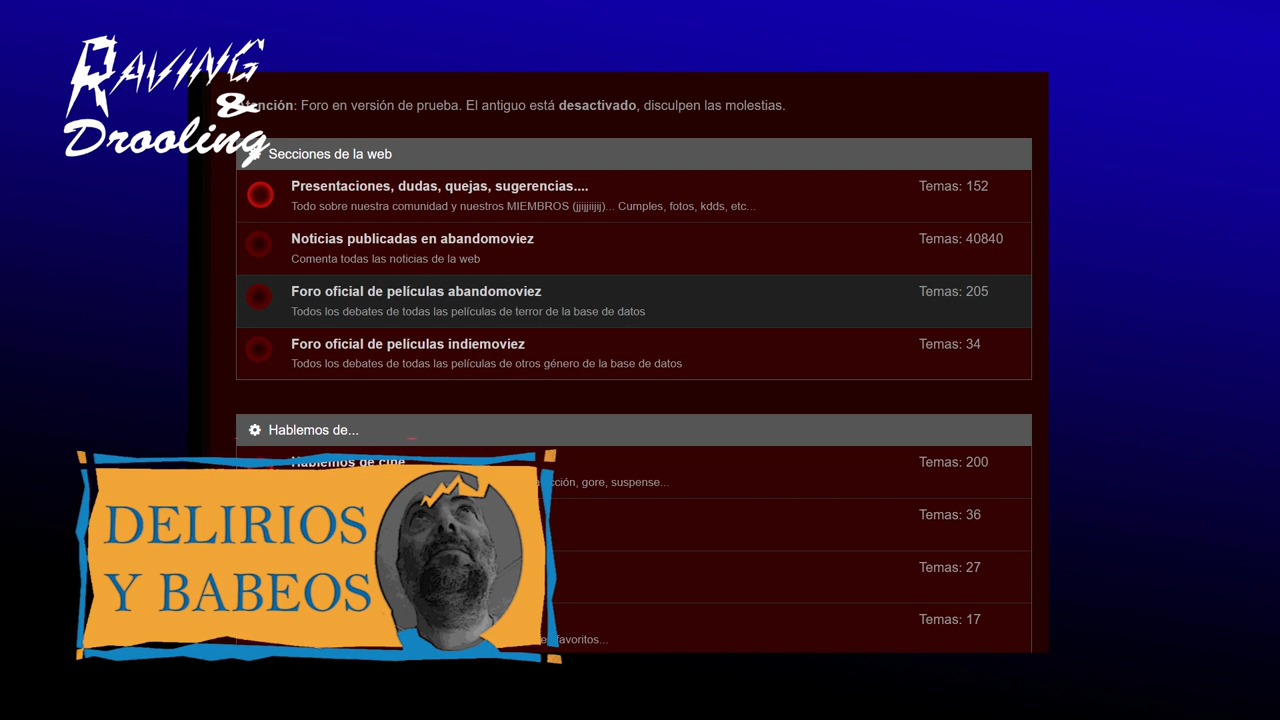 RAVING
&
Drooling
Atención: Foro en versión de prueba. El antiguo está desactivado, disculpen las molestias.
Secciones de la web
Presentaciones, dudas, quejas, sugerencias.... Temas: 152
Todo sobre nuestra comunidad y nuestros MIEMBROS (jjijjiijij)... Cumples, fotos, kdds, etc...
Noticias publicadas en abandomoviez Temas: 40840
Comenta todas las noticias de la web
Foro oficial de películas abandomoviez Temas: 205
Todos los debates de todas las películas de terror de la base de datos
Foro oficial de películas indiemoviez Temas: 34
Todos los debates de todas las películas de otros género de la base de datos
Hablemos de...
Hablemos de cine Temas: 200
gore, suspense...
Temas: 36
Temas: 27
Temas: 17
favoritos...
DELIRIOS
Y BABEOS